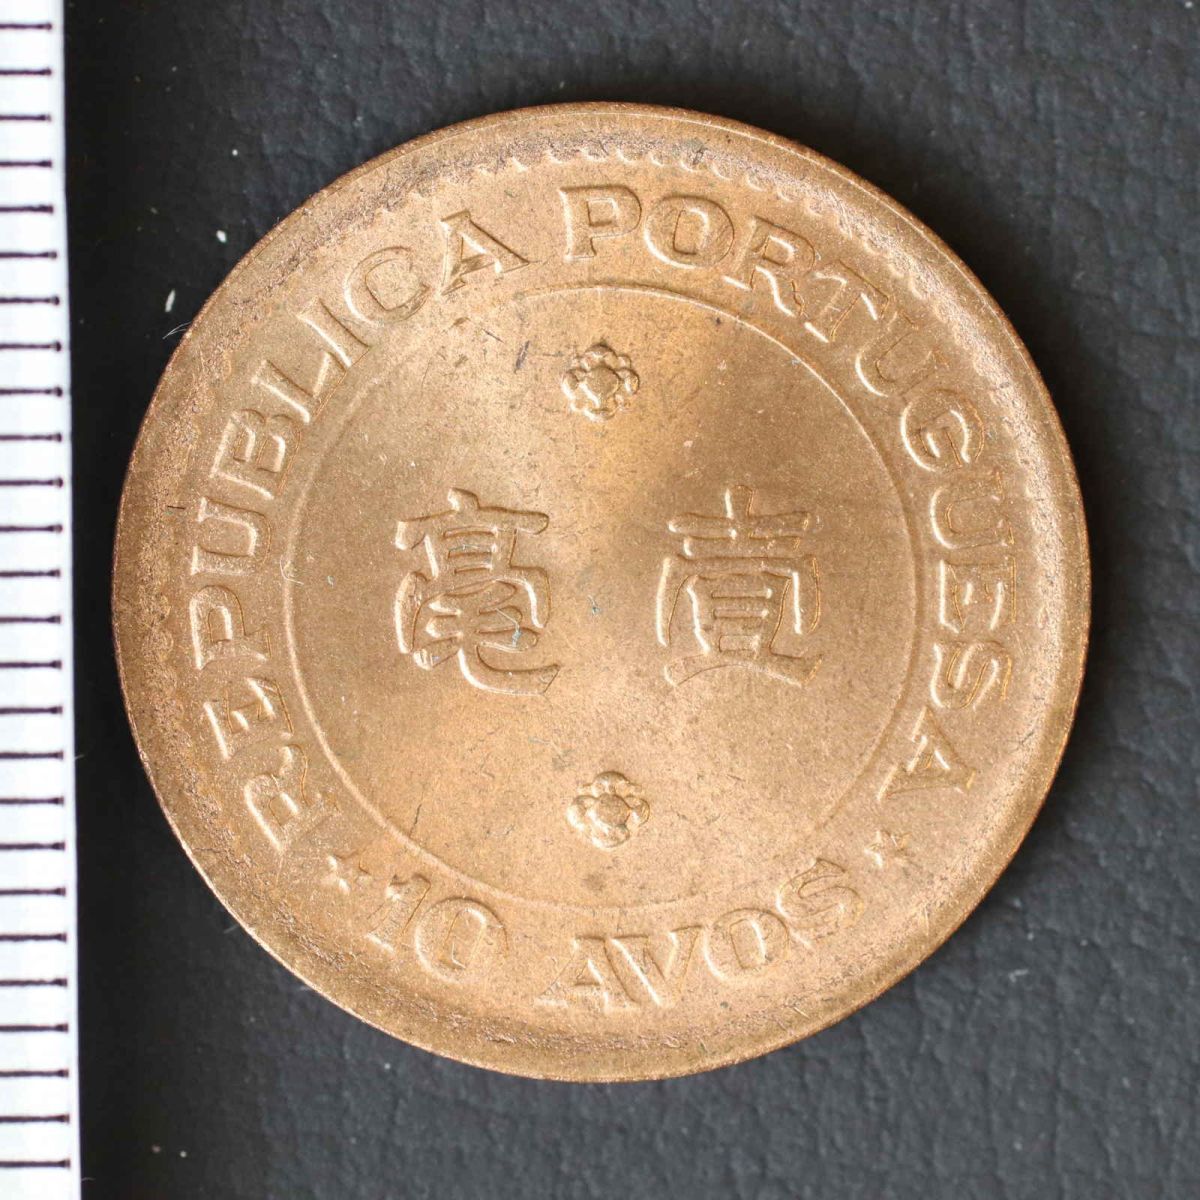 REPUBLICA PORTUGUESA
壹毫
★ 10 AVOS ★